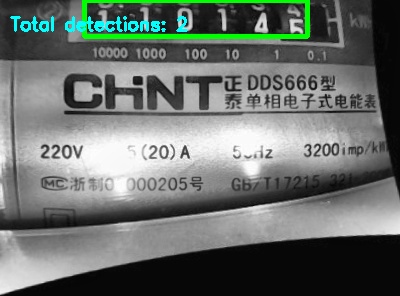 Total detections: 2
10000 1000 100 10 1 0.1
CHNT 正泰 DDS666型
单相电子式电能表
220V 5(20)A 50Hz 3200imp/kW
MC 浙制 000205号 GB/T17215